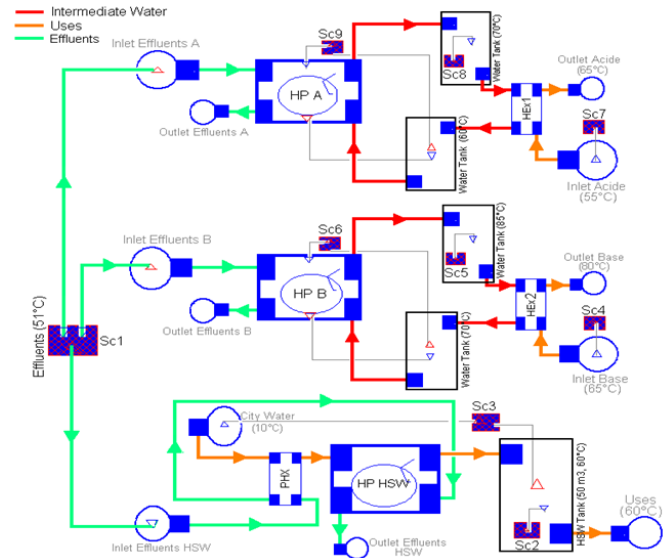 Intermediate Water
Uses
Effluents
Inlet Effluents A
Sc9
HP A
Outlet Effluents A
Water Tank (70°C)
Sc8
Water Tank (60°C)
HEx1
Outlet Acide
(65°C)
Sc7
Inlet Acide
(55°C)
Inlet Effluents B
Sc6
HP B
Outlet Effluents B
Water Tank (85°C)
Sc5
Water Tank (70°C)
HEx2
Outlet Base
(80°C)
Sc4
Inlet Base
(65°C)
Effluents (51°C)
Sc1
City Water
(10°C)
Sc3
PHX
HP HSW
HSW Tank (50 m3, 60°C)
Sc2
Uses
(60°C)
Inlet Effluents HSW
Outlet Effluents
HSW